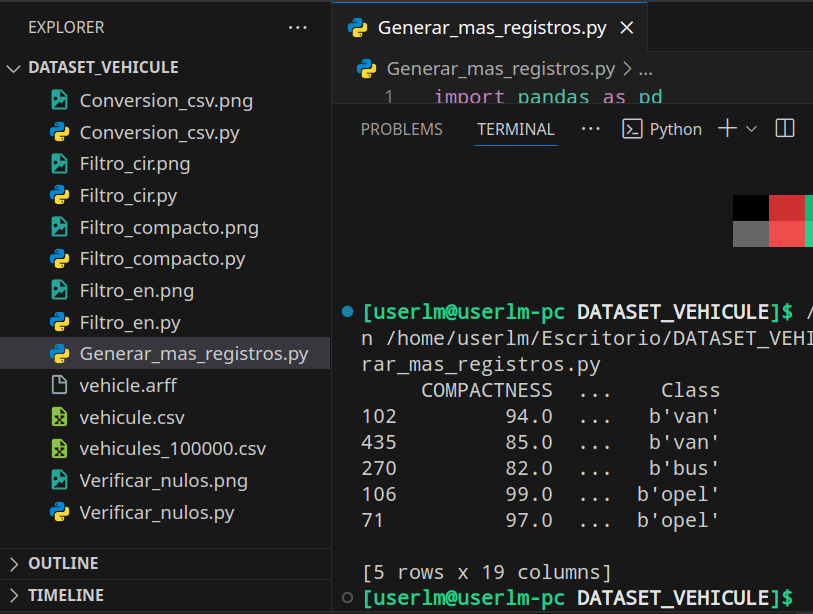 EXPLORER ...
DATASET_VEHICULE
Conversion_csv.png
Conversion_csv.py
Filtro_cir.png
Filtro_cir.py
Filtro_compacto.png
Filtro_compacto.py
Filtro_en.png
Filtro_en.py
Generar_mas_registros.py
vehicle.arff
vehicule.csv
vehicules_100000.csv
Verificar_nulos.png
Verificar_nulos.py
OUTLINE
TIMELINE
Generar_mas_registros.py
Generar_mas_registros.py > ...
1 import pandas as pd
PROBLEMS TERMINAL ... Python
[userlm@userlm-pc DATASET_VEHICULE]$ /
n /home/userlm/Escritorio/DATASET_VEHI
rar_mas_registros.py
COMPACTNESS ... Class
102 94.0 ... b'van'
435 85.0 ... b'van'
270 82.0 ... b'bus'
106 99.0 ... b'opel'
71 97.0 ... b'opel'
[5 rows x 19 columns]
[userlm@userlm-pc DATASET_VEHICULE]$